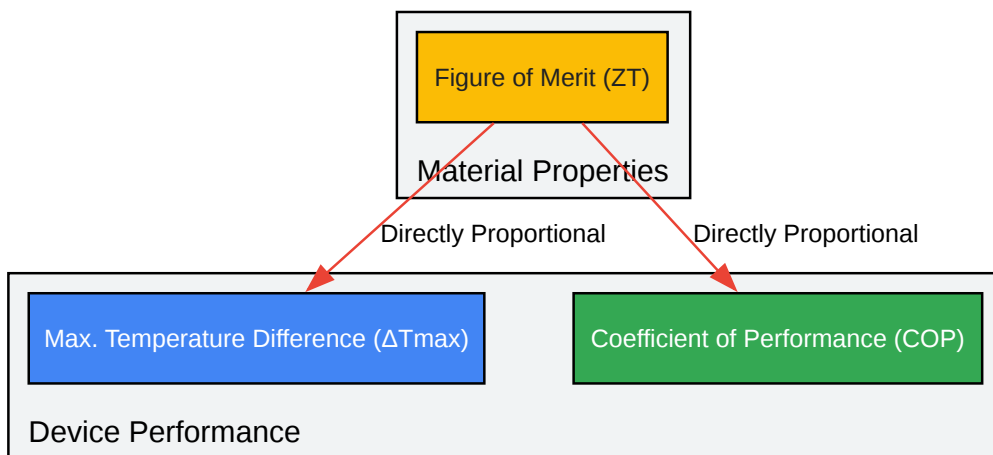 Figure of Merit (ZT)
Material Properties
Directly Proportional
Directly Proportional
Max. Temperature Difference (ΔTmax)
Coefficient of Performance (COP)
Device Performance